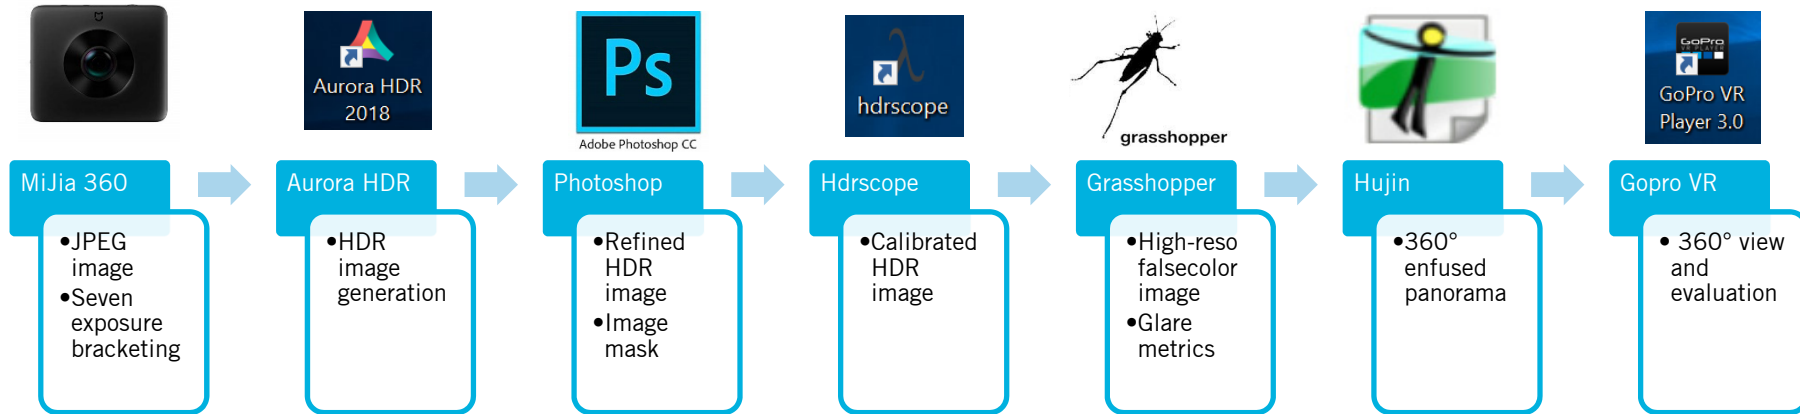 Aurora HDR
2018
Ps
Adobe Photoshop CC
λ
hdrscope
grasshopper
GoPro
VR PLAYER
GoPro VR
Player 3.0
MiJia 360
Aurora HDR
Photoshop
Hdrscope
Grasshopper
Hujin
Gopro VR
•JPEG
image
•Seven
exposure
bracketing
•HDR
image
generation
•Refined
HDR
image
•Image
mask
•Calibrated
HDR
image
•High-reso
falsecolor
image
•Glare
metrics
•360°
enfused
panorama
• 360° view
and
evaluation